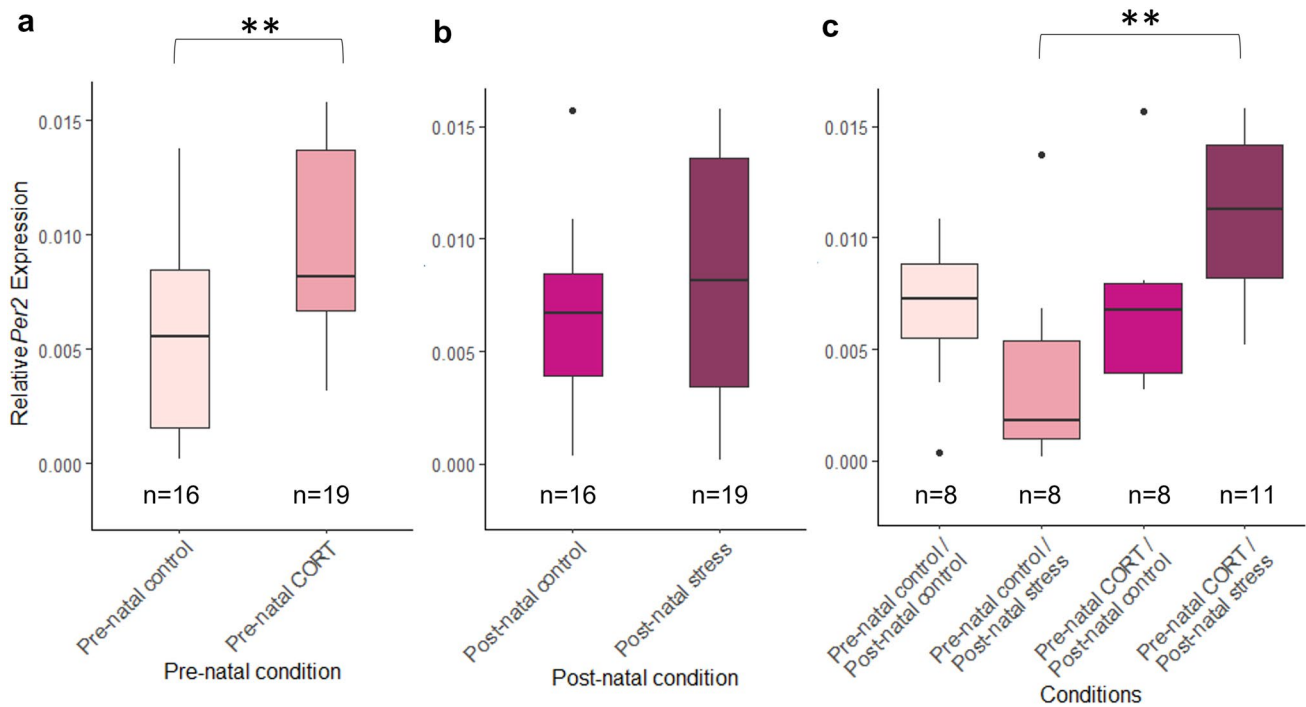 a
**
b
c
**
Relative Per2 Expression
0.015
0.010
0.005
0.000
n=16
n=19
Pre-natal control
Pre-natal CORT
Pre-natal condition
0.015
0.010
0.005
0.000
n=16
n=19
Post-natal control
Post-natal stress
Post-natal condition
0.015
0.010
0.005
0.000
n=8
n=8
n=8
n=11
Pre-natal control /
Post-natal control
Pre-natal control /
Post-natal stress
Pre-natal CORT /
Post-natal control
Pre-natal CORT /
Post-natal stress
Conditions